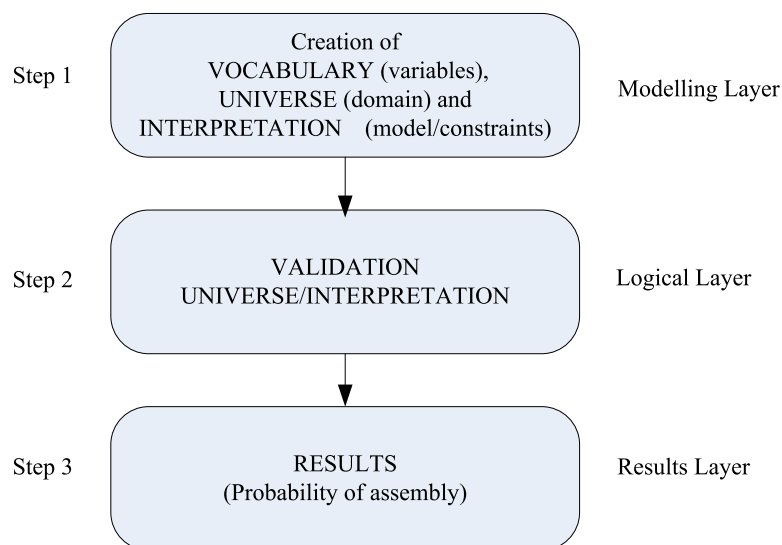 Step 1
Creation of
VOCABULARY (variables),
UNIVERSE (domain) and
INTERPRETATION (model/constraints)
Modelling Layer
Step 2
VALIDATION
UNIVERSE/INTERPRETATION
Logical Layer
Step 3
RESULTS
(Probability of assembly)
Results Layer